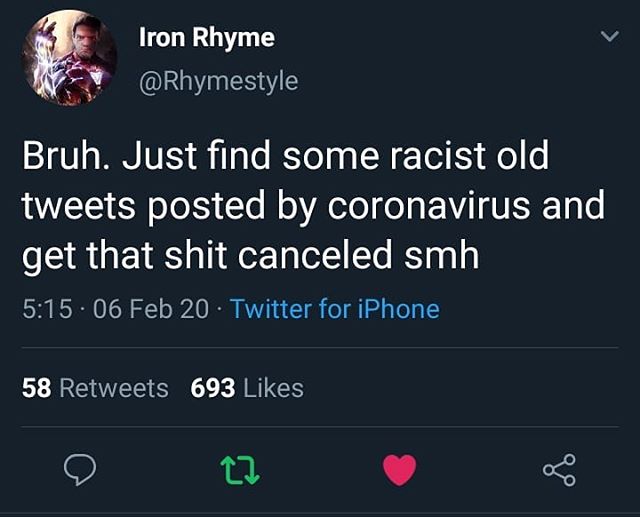 Iron Rhyme
@Rhymestyle
Bruh. Just find some racist old
tweets posted by coronavirus and
get that shit canceled smh
5:15 · 06 Feb 20 · Twitter for iPhone
58 Retweets 693 Likes